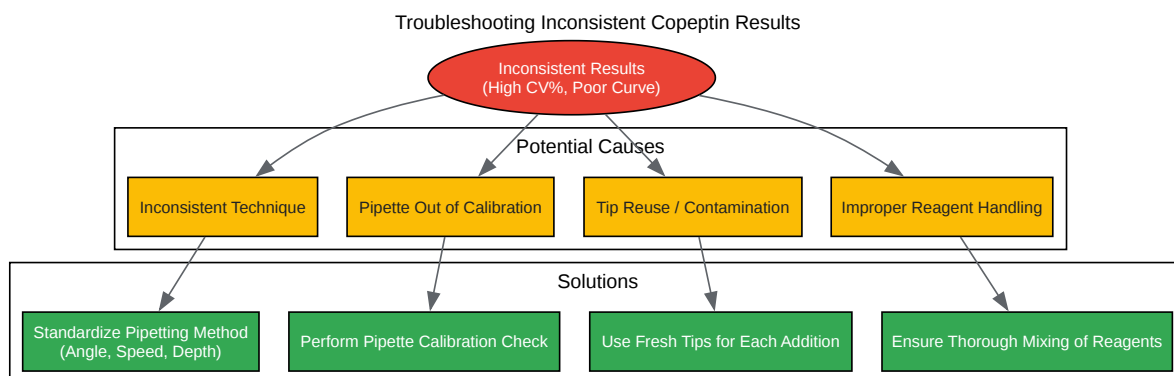 Troubleshooting Inconsistent Copeptin Results
Inconsistent Results
(High CV%, Poor Curve)
Potential Causes
Inconsistent Technique
Pipette Out of Calibration
Tip Reuse / Contamination
Improper Reagent Handling
Solutions
Standardize Pipetting Method
(Angle, Speed, Depth)
Perform Pipette Calibration Check
Use Fresh Tips for Each Addition
Ensure Thorough Mixing of Reagents